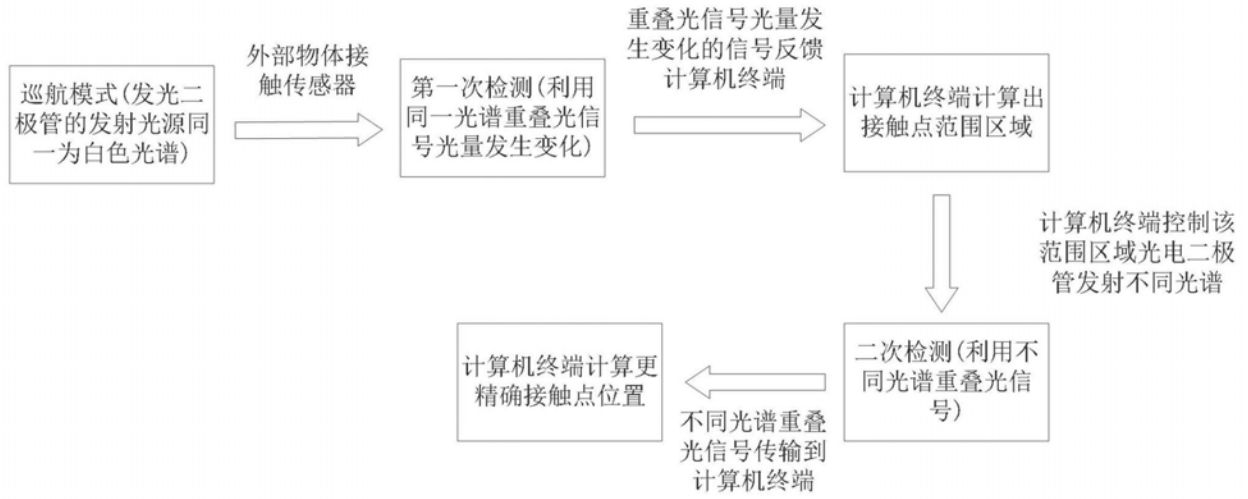 巡航模式(发光二
极管的发射光源同
一为白色光谱)
外部物体接
触传感器
第一次检测(利用
同一光谱重叠光信
号光量发生变化)
重叠光信号光量发
生变化的信号反馈
计算机终端
计算机终端计算出
接触点范围区域
计算机终端控制该
范围区域光电二极
管发射不同光谱
二次检测(利用不
同光谱重叠光信
号)
不同光谱重叠
光信号传输到
计算机终端
计算机终端计算更
精确接触点位置